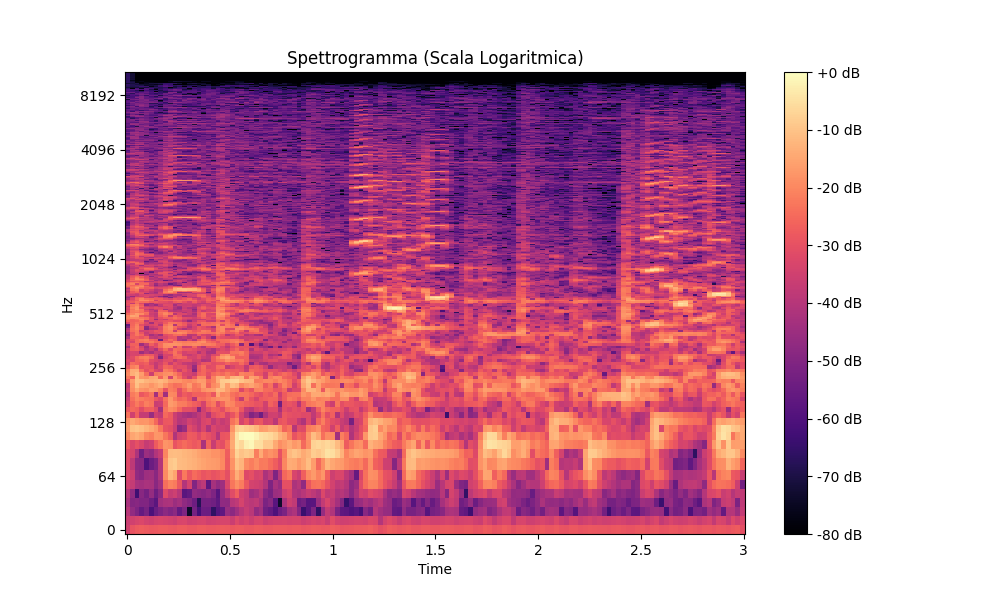 Spettrogramma (Scala Logaritmica)
Hz
8192
4096
2048
1024
512
256
128
64
0
0 0.5 1 1.5 2 2.5 3
Time
+0 dB
-10 dB
-20 dB
-30 dB
-40 dB
-50 dB
-60 dB
-70 dB
-80 dB